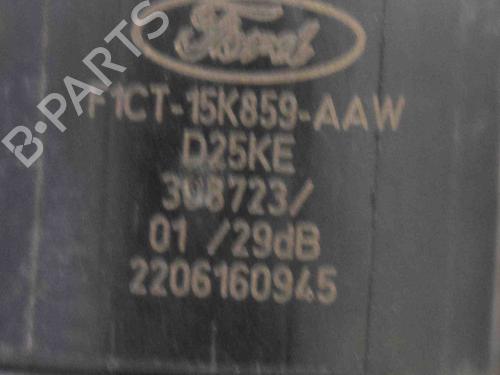 Ford
F1CT-15K859-AAW
D25KE
308723/
01 /29dB
2206160945
B-PARTS